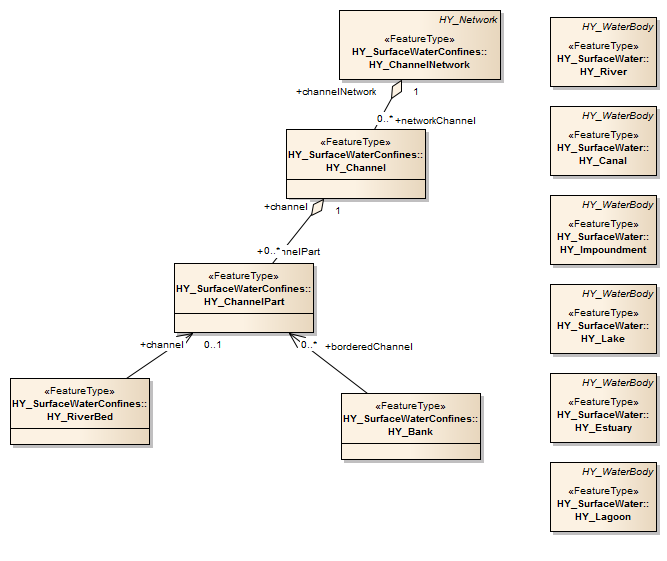 HY_Network
«FeatureType»
HY_SurfaceWaterConfines::
HY_ChannelNetwork
+channelNetwork
1
0..*
+networkChannel
«FeatureType»
HY_SurfaceWaterConfines::
HY_Channel
+channel
1
0..*
+
nelPart
«FeatureType»
HY_SurfaceWaterConfines::
HY_ChannelPart
+channel
0..1
0..*
+borderedChannel
«FeatureType»
HY_SurfaceWaterConfines::
HY_RiverBed
«FeatureType»
HY_SurfaceWaterConfines::
HY_Bank
HY_WaterBody
«FeatureType»
HY_SurfaceWater::
HY_River
HY_WaterBody
«FeatureType»
HY_SurfaceWater::
HY_Canal
HY_WaterBody
«FeatureType»
HY_SurfaceWater::
HY_Impoundment
HY_WaterBody
«FeatureType»
HY_SurfaceWater::
HY_Lake
HY_WaterBody
«FeatureType»
HY_SurfaceWater::
HY_Estuary
HY_WaterBody
«FeatureType»
HY_SurfaceWater::
HY_Lagoon